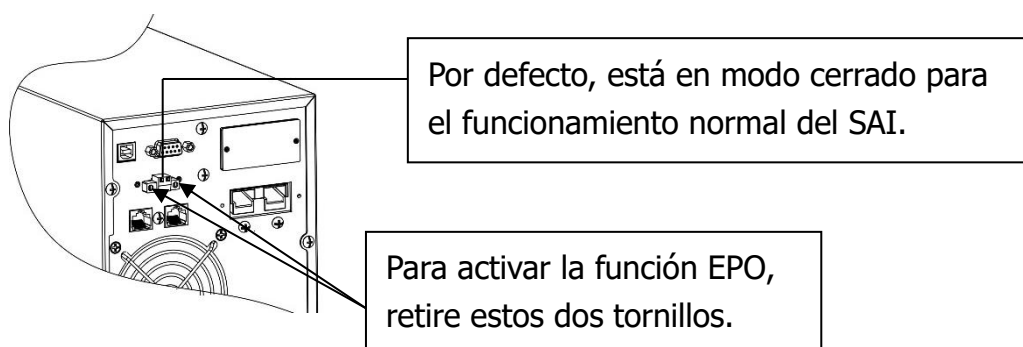 Por defecto, está en modo cerrado para
el funcionamiento normal del SAI.
Para activar la función EPO,
retire estos dos tornillos.